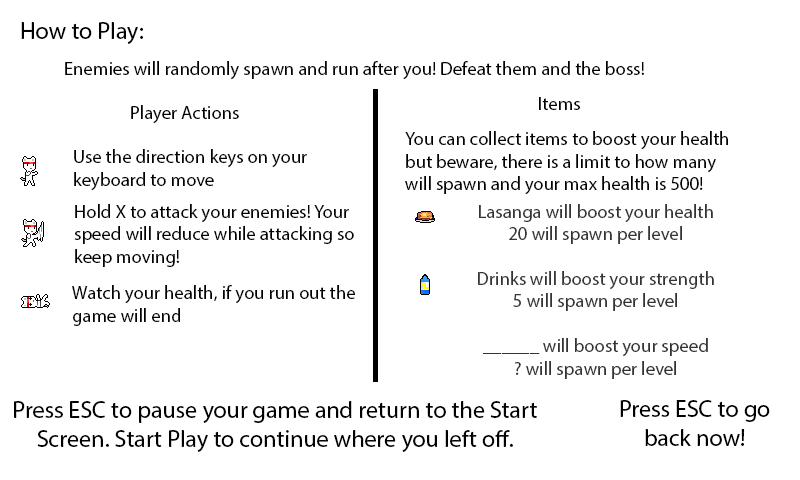 How to Play:
Enemies will randomly spawn and run after you! Defeat them and the boss!
Player Actions
Use the direction keys on your
keyboard to move
Hold X to attack your enemies! Your
speed will reduce while attacking so
keep moving!
Watch your health, if you run out the
game will end
Items
You can collect items to boost your health
but beware, there is a limit to how many
will spawn and your max health is 500!
Lasanga will boost your health
20 will spawn per level
Drinks will boost your strength
5 will spawn per level
______ will boost your speed
? will spawn per level
Press ESC to pause your game and return to the Start
Screen. Start Play to continue where you left off.
Press ESC to go
back now!